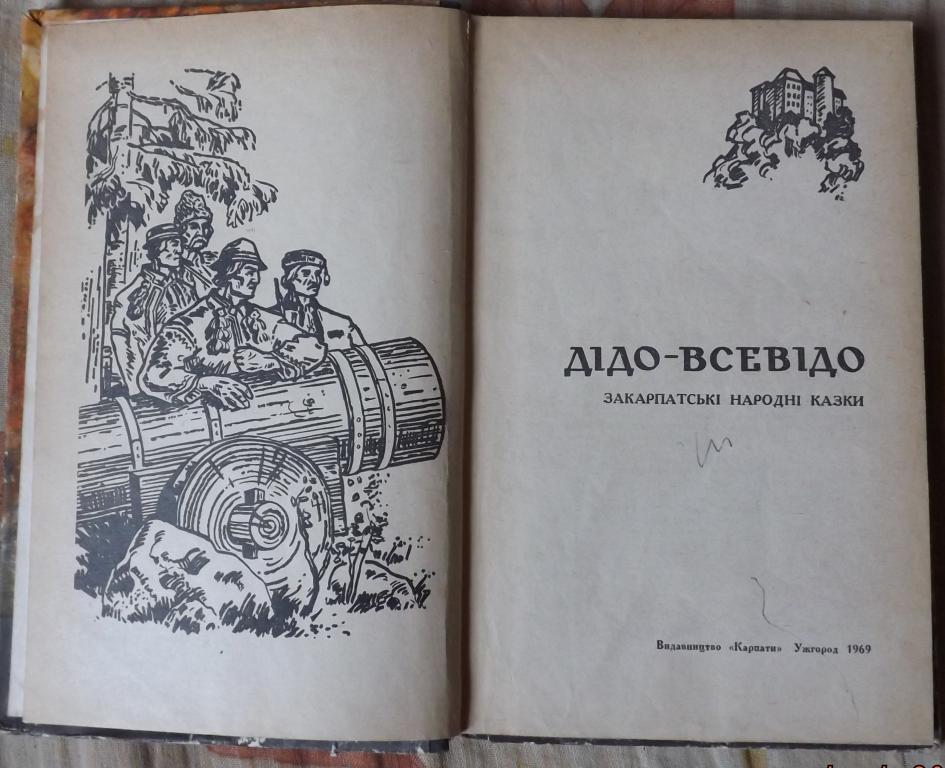 ДІДО-ВСЕВІДО
ЗАКАРПАТСЬКІ НАРОДНІ КАЗКИ
Видавництво «Карпати» Ужгород 1969